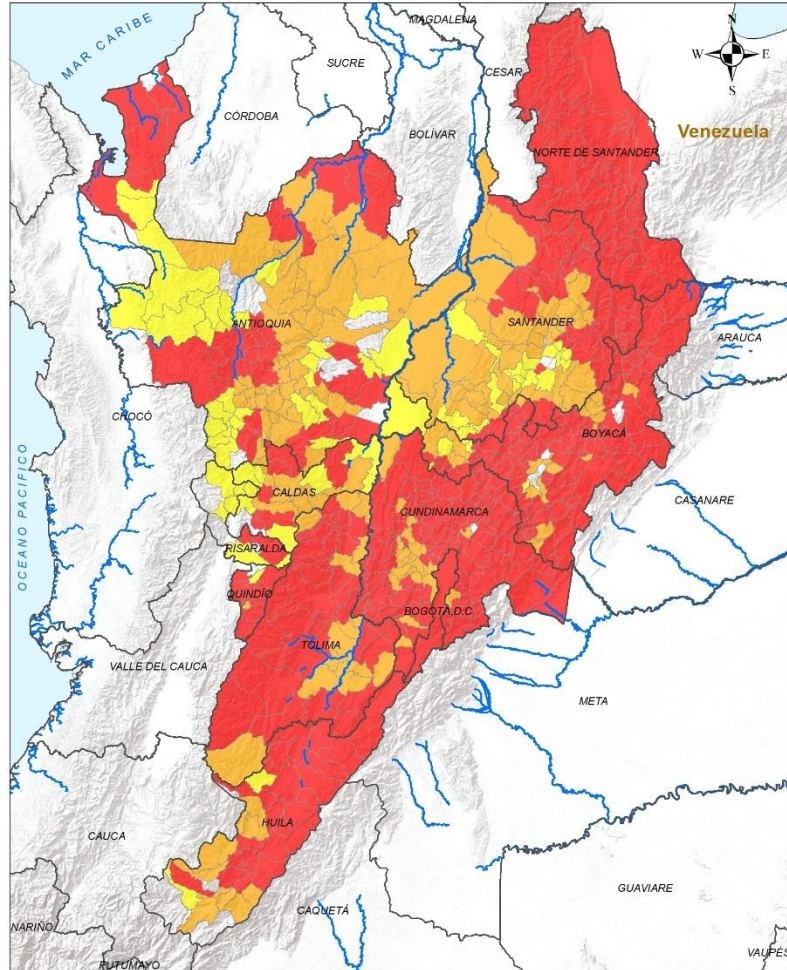 MAGDALENA
MAR CARIBE
SUCRE
CESAR
N
W
E
S
CÓRDOBA
BOLÍVAR
Venezuela
NORTE DE SANTANDER
ANTIOQUIA
SANTANDER
ARAUCA
CHOCÓ
BOYACÁ
CALDAS
CASANARE
CUNDINAMARCA
OCEANO PACIFICO
RISARALDA
QUINDÍO
BOGOTÁ D.C
TOLIMA
VALLE DEL CAUCA
META
HUILA
CAUCA
GUAVIARE
CAQUETÁ
NARIÑO
PUTUMAYO
VAUPÉS